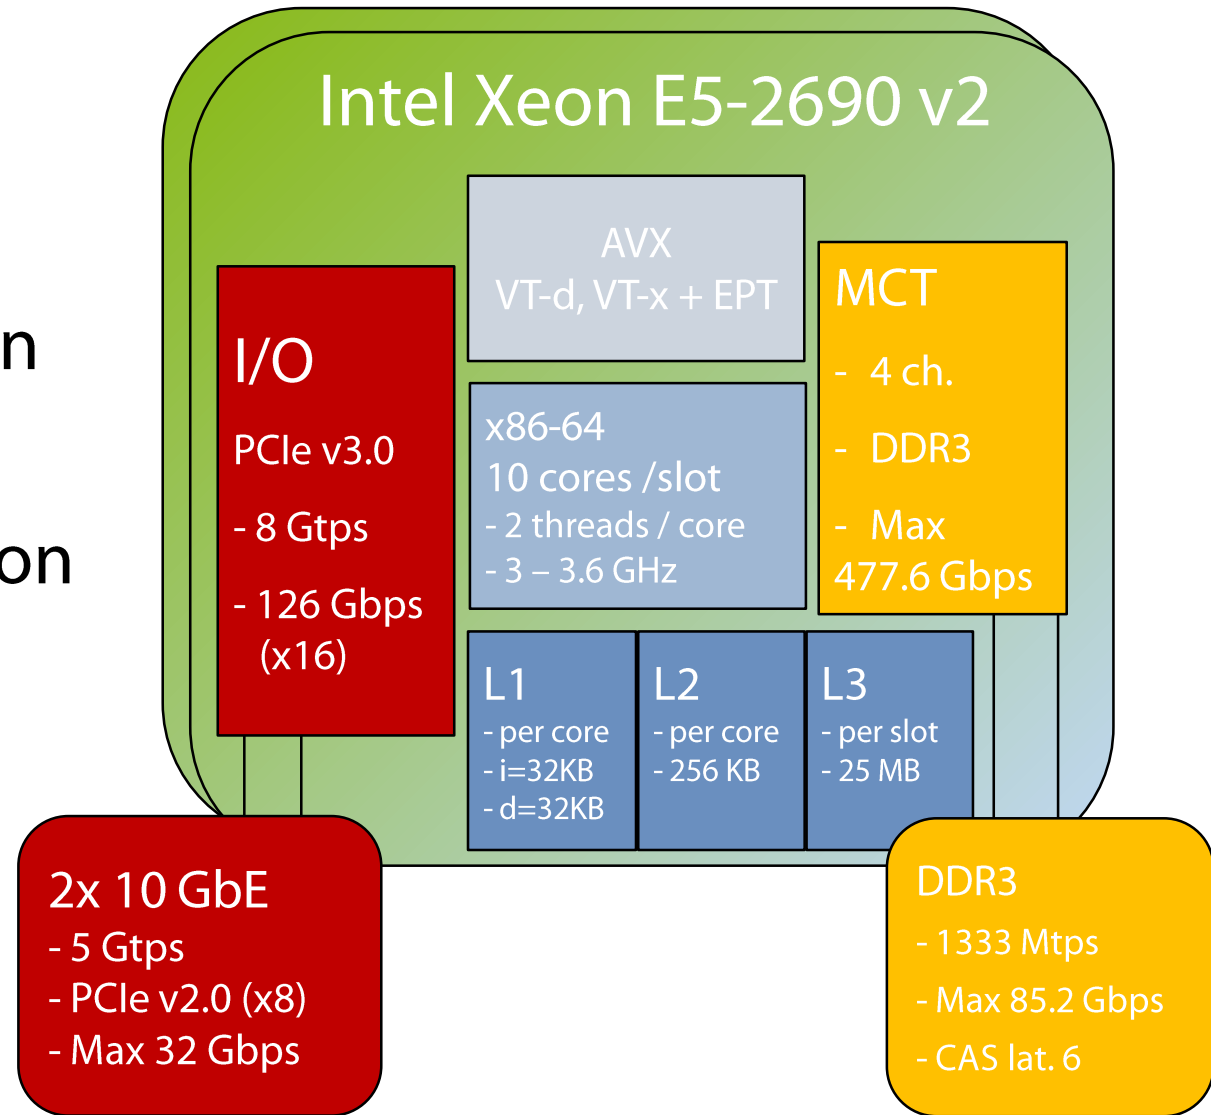 Intel Xeon E5-2690 v2
AVX
VT-d, VT-x + EPT
I/O
PCIe v3.0
- 8 Gtps
- 126 Gbps
(x16)
x86-64
10 cores /slot
- 2 threads / core
- 3 – 3.6 GHz
MCT
- 4 ch.
- DDR3
- Max
477.6 Gbps
L1
- per core
- i=32KB
- d=32KB
L2
- per core
- 256 KB
L3
- per slot
- 25 MB
n
on
2x 10 GbE
- 5 Gtps
- PCIe v2.0 (x8)
- Max 32 Gbps
DDR3
- 1333 Mtps
- Max 85.2 Gbps
- CAS lat. 6